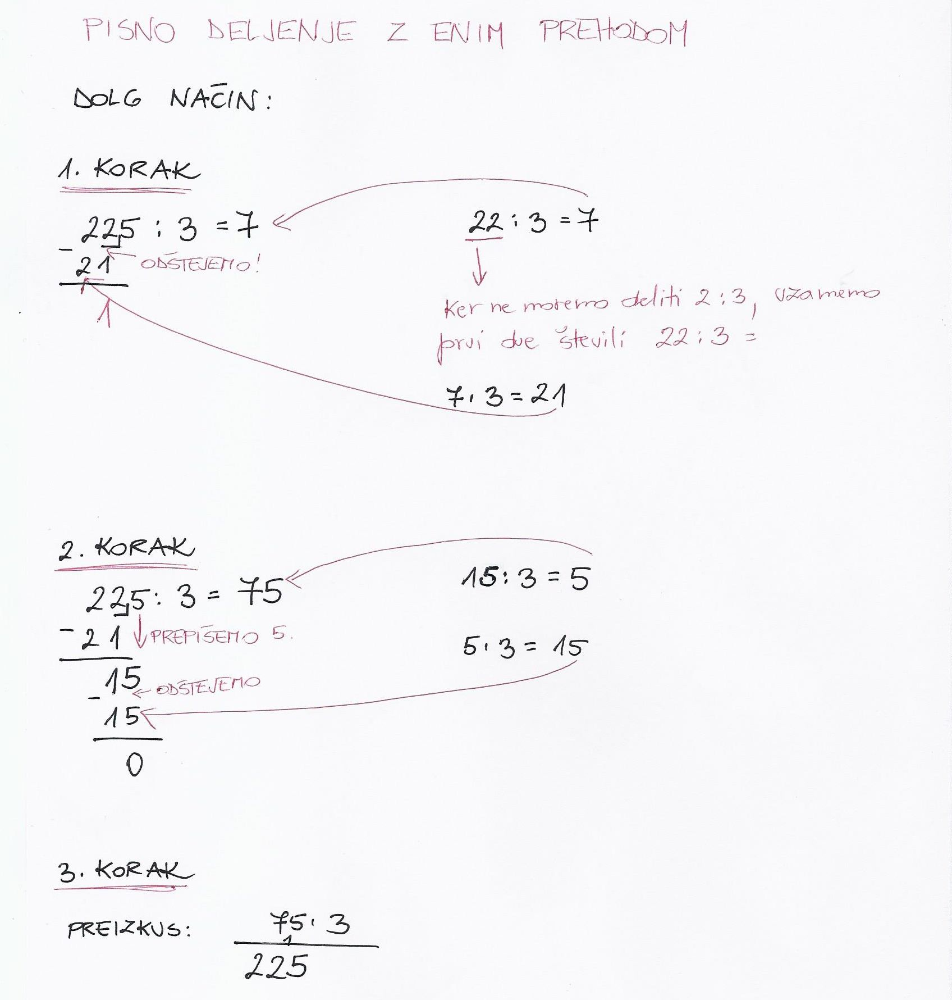 PISNO DELJENJE Z ENIM PREHODOM
DOLG NAČIN:
1. KORAK
225 : 3 = 7
- 21 ODŠTEJEMO!
1
22 : 3 = 7
Ker ne moremo deliti 2 : 3, vzamemo
prvi dve števili 22 : 3 =
7 · 3 = 21
2. KORAK
225 : 3 = 75
- 21 PREPIŠEMO 5.
15 ODŠTEJEMO
- 15
0
15 : 3 = 5
5 · 3 = 15
3. KORAK
PREIZKUS: 75 · 3
1
225